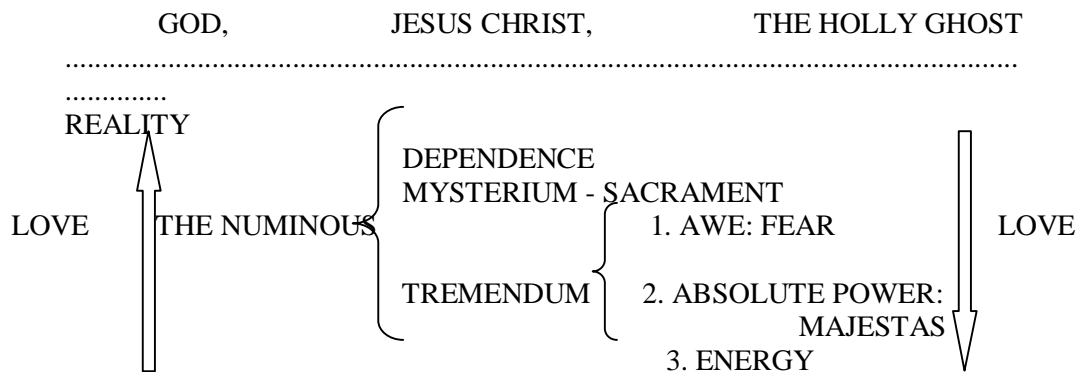 GOD, JESUS CHRIST, THE HOLLY GHOST
................................................................................................................................
..............
REALITY
DEPENDENCE
MYSTERIUM - SACRAMENT
LOVE THE NUMINOUS 1. AWE: FEAR LOVE
TREMENDUM 2. ABSOLUTE POWER:
MAJESTAS
3. ENERGY